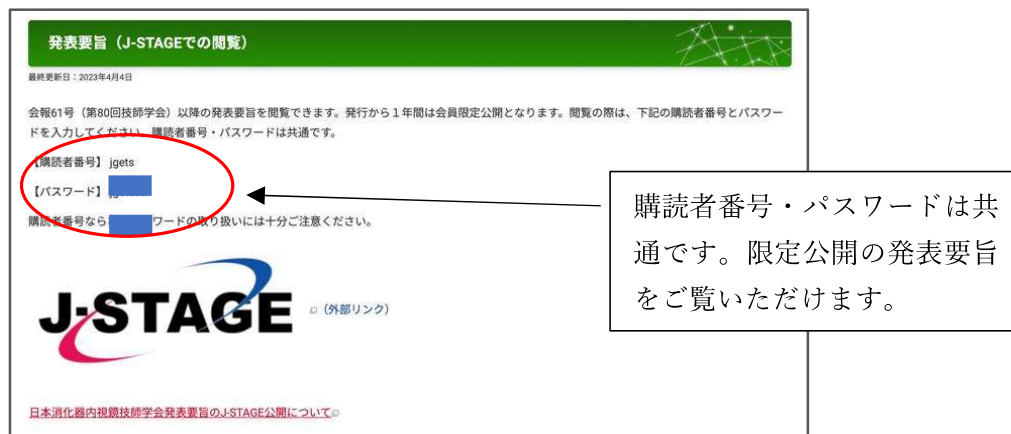 発表要旨（J-STAGEでの閲覧）
最終更新日：2023年4月4日
会報61号（第80回技師学会）以降の発表要旨を閲覧できます。発行から１年間は会員限定公開となります。閲覧の際は、下記の購読者番号とパスワー
ドを入力してください。購読者番号・パスワードは共通です。
【購読者番号】 jgets
【パスワード】
購読者番号なら ワードの取り扱いには十分ご注意ください。
購読者番号・パスワードは共
通です。限定公開の発表要旨
をご覧いただけます。
J-STAGE
（外部リンク）
日本消化器内視鏡技師学会発表要旨のJ-STAGE公開について